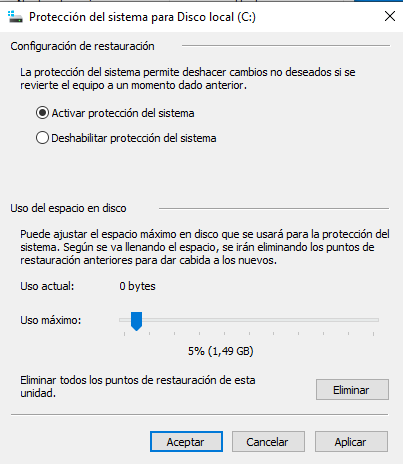 Protección del sistema para Disco local (C:)
Configuración de restauración
La protección del sistema permite deshacer cambios no deseados si se
revierte el equipo a un momento dado anterior.
Activar protección del sistema
Deshabilitar protección del sistema
Uso del espacio en disco
Puede ajustar el espacio máximo en disco que se usará para la protección del
sistema. Según se va llenando el espacio, se irán eliminando los puntos de
restauración anteriores para dar cabida a los nuevos.
Uso actual: 0 bytes
Uso máximo:
5% (1,49 GB)
Eliminar todos los puntos de restauración de esta
unidad.
Eliminar
Aceptar Cancelar Aplicar